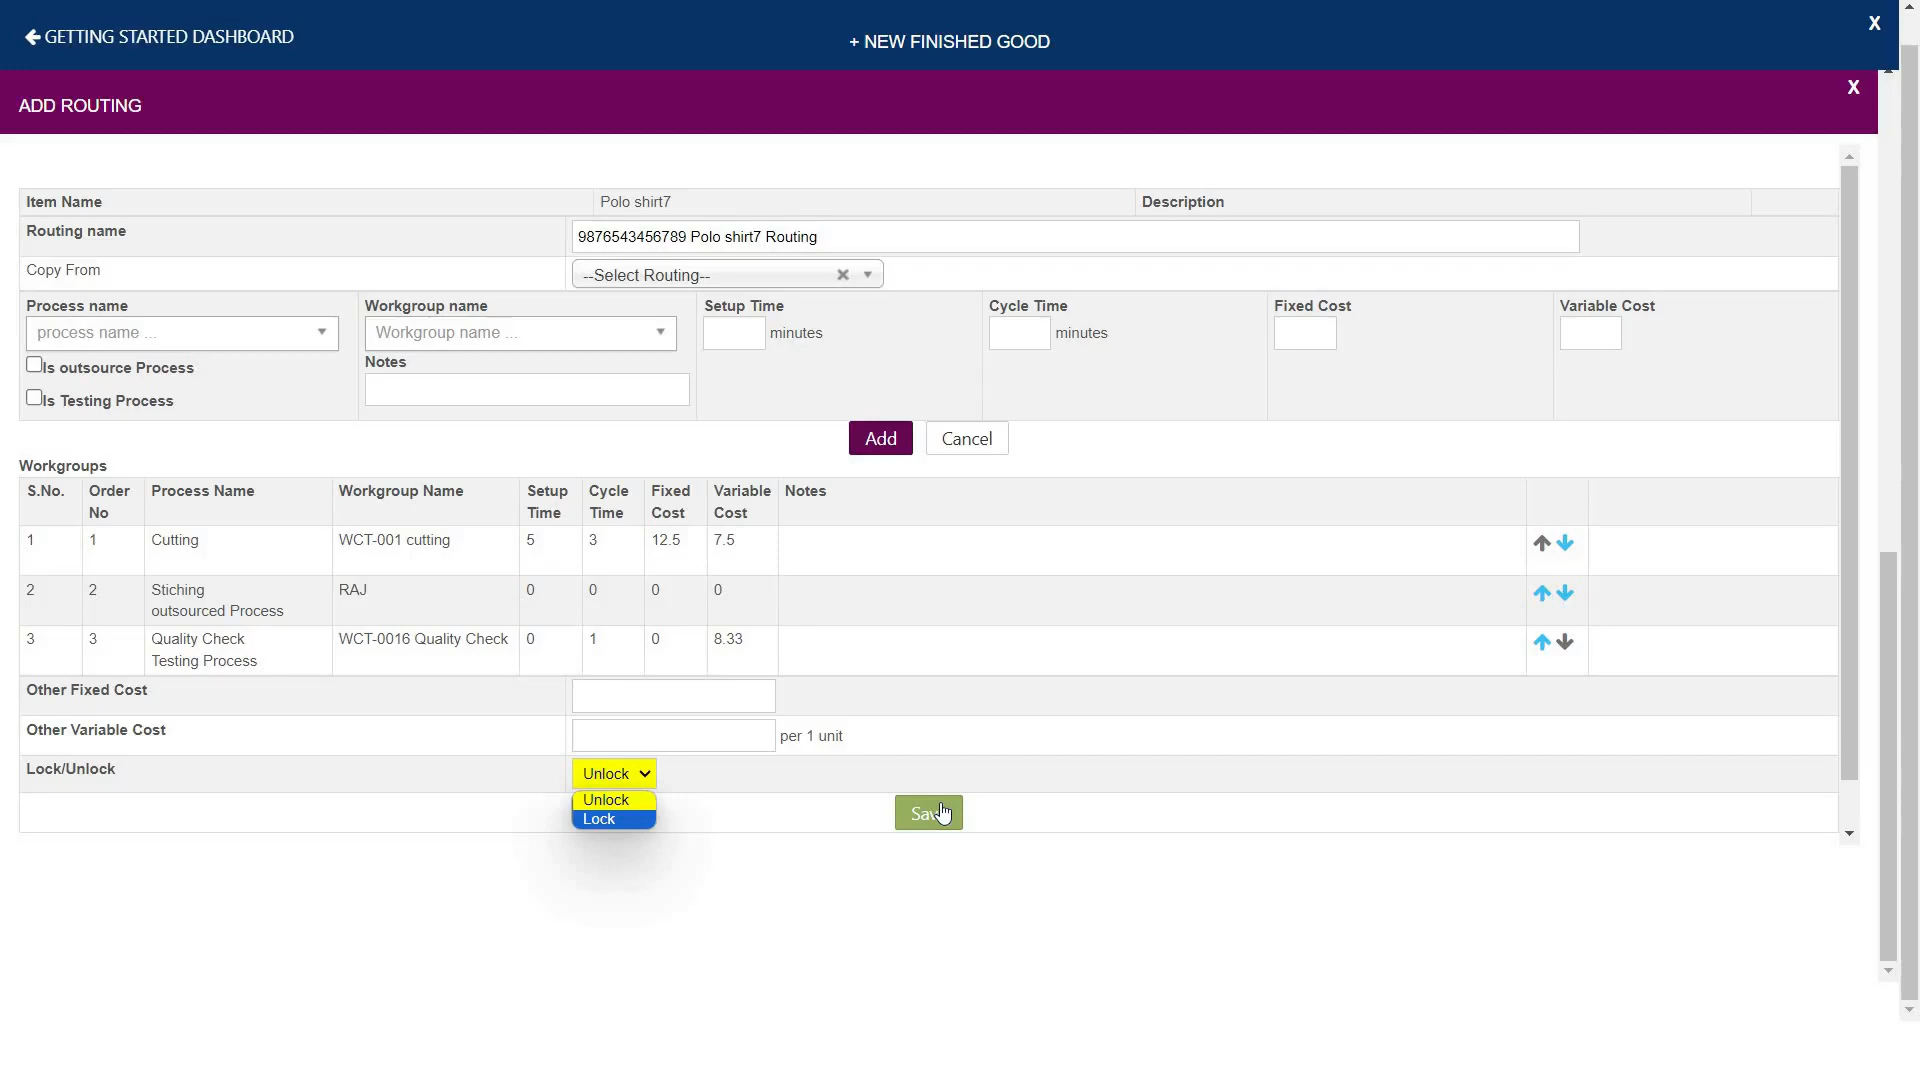 GETTING STARTED DASHBOARD
+ NEW FINISHED GOOD
X
ADD ROUTING
X
Item Name Polo shirt7 Description
Routing name 9876543456789 Polo shirt7 Routing
Copy From --Select Routing--
Process name Workgroup name Setup Time Cycle Time Fixed Cost Variable Cost
process name ... Workgroup name ... minutes minutes
Is outsource Process Notes
Is Testing Process
Add Cancel
Workgroups
S.No. Order No Process Name Workgroup Name Setup Time Cycle Time Fixed Cost Variable Cost Notes
1 1 Cutting WCT-001 cutting 5 3 12.5 7.5
2 2 Stiching RAJ 0 0 0 0
outsourced Process
3 3 Quality Check WCT-0016 Quality Check 0 1 0 8.33
Testing Process
Other Fixed Cost
Other Variable Cost per 1 unit
Lock/Unlock Unlock
Unlock
Lock